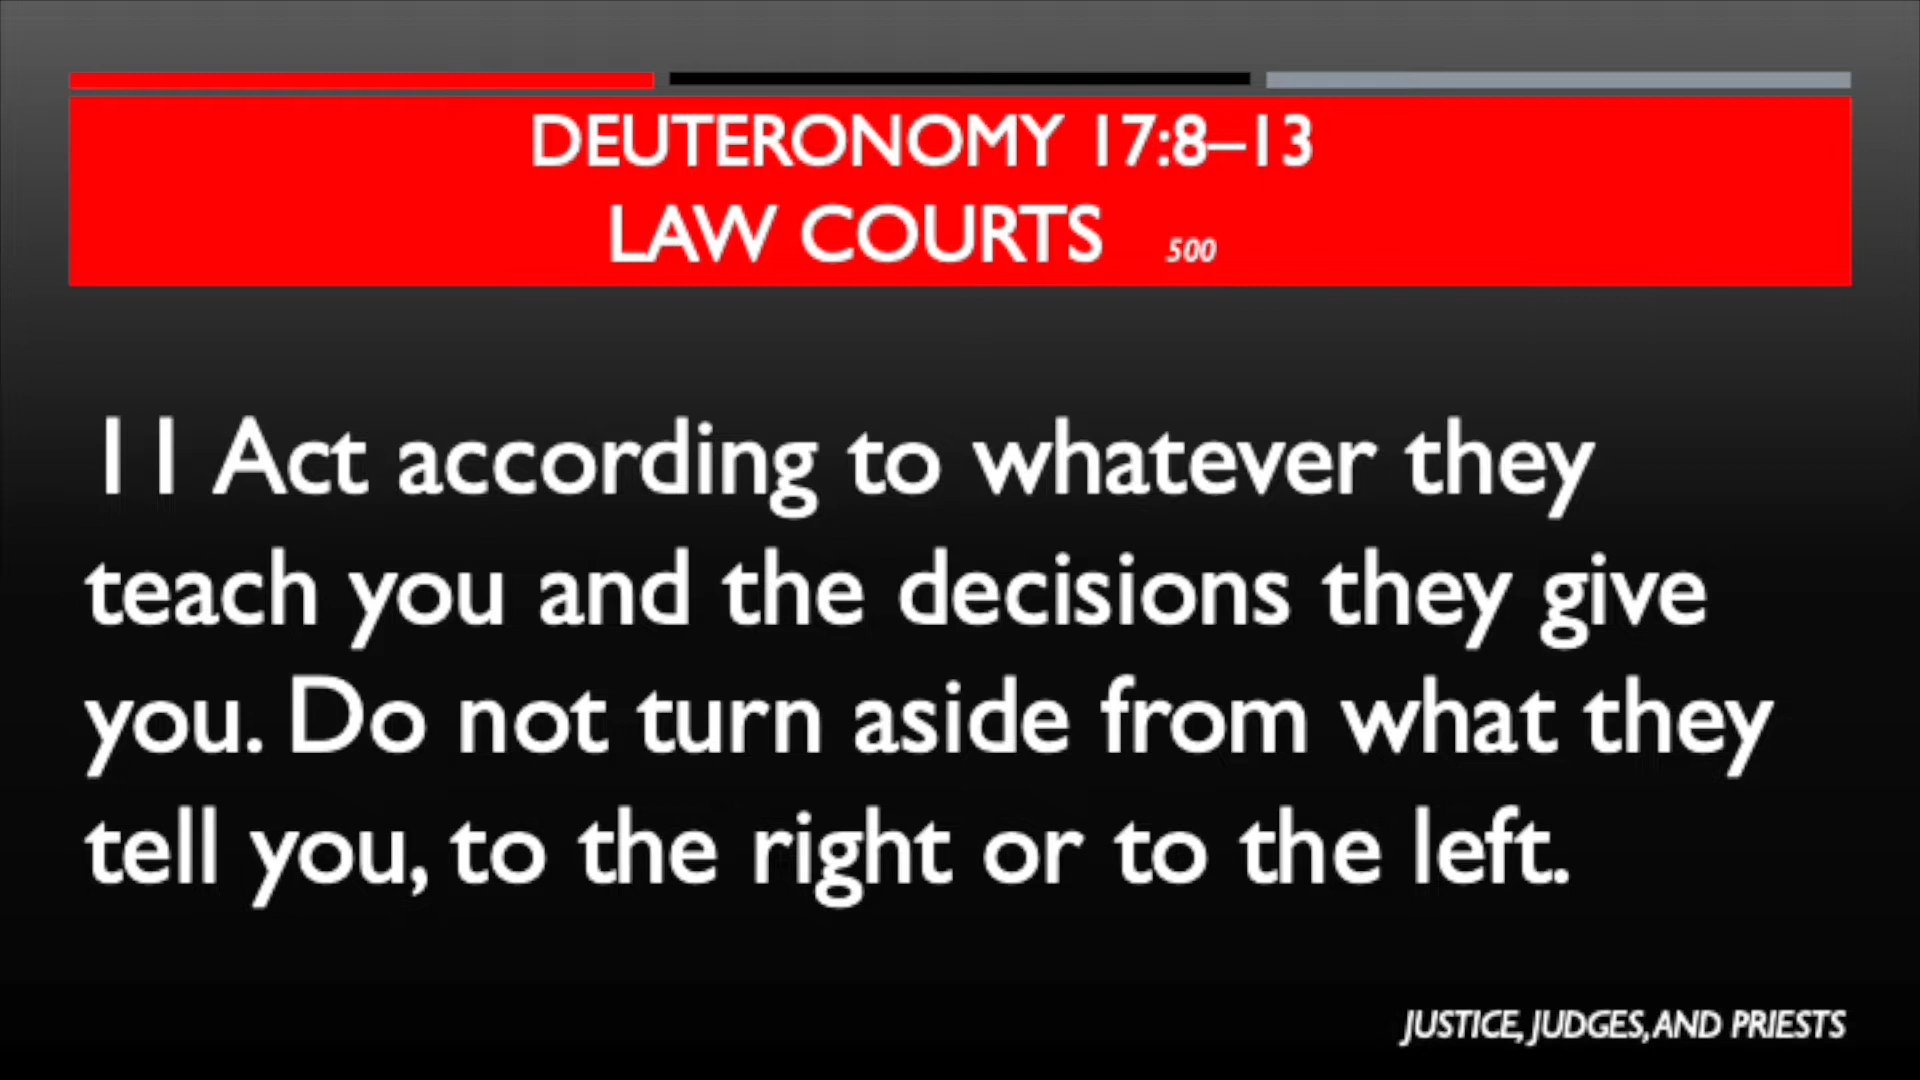 DEUTERONOMY 17:8–13
LAW COURTS 500
11 Act according to whatever they
teach you and the decisions they give
you. Do not turn aside from what they
tell you, to the right or to the left.
JUSTICE, JUDGES, AND PRIESTS